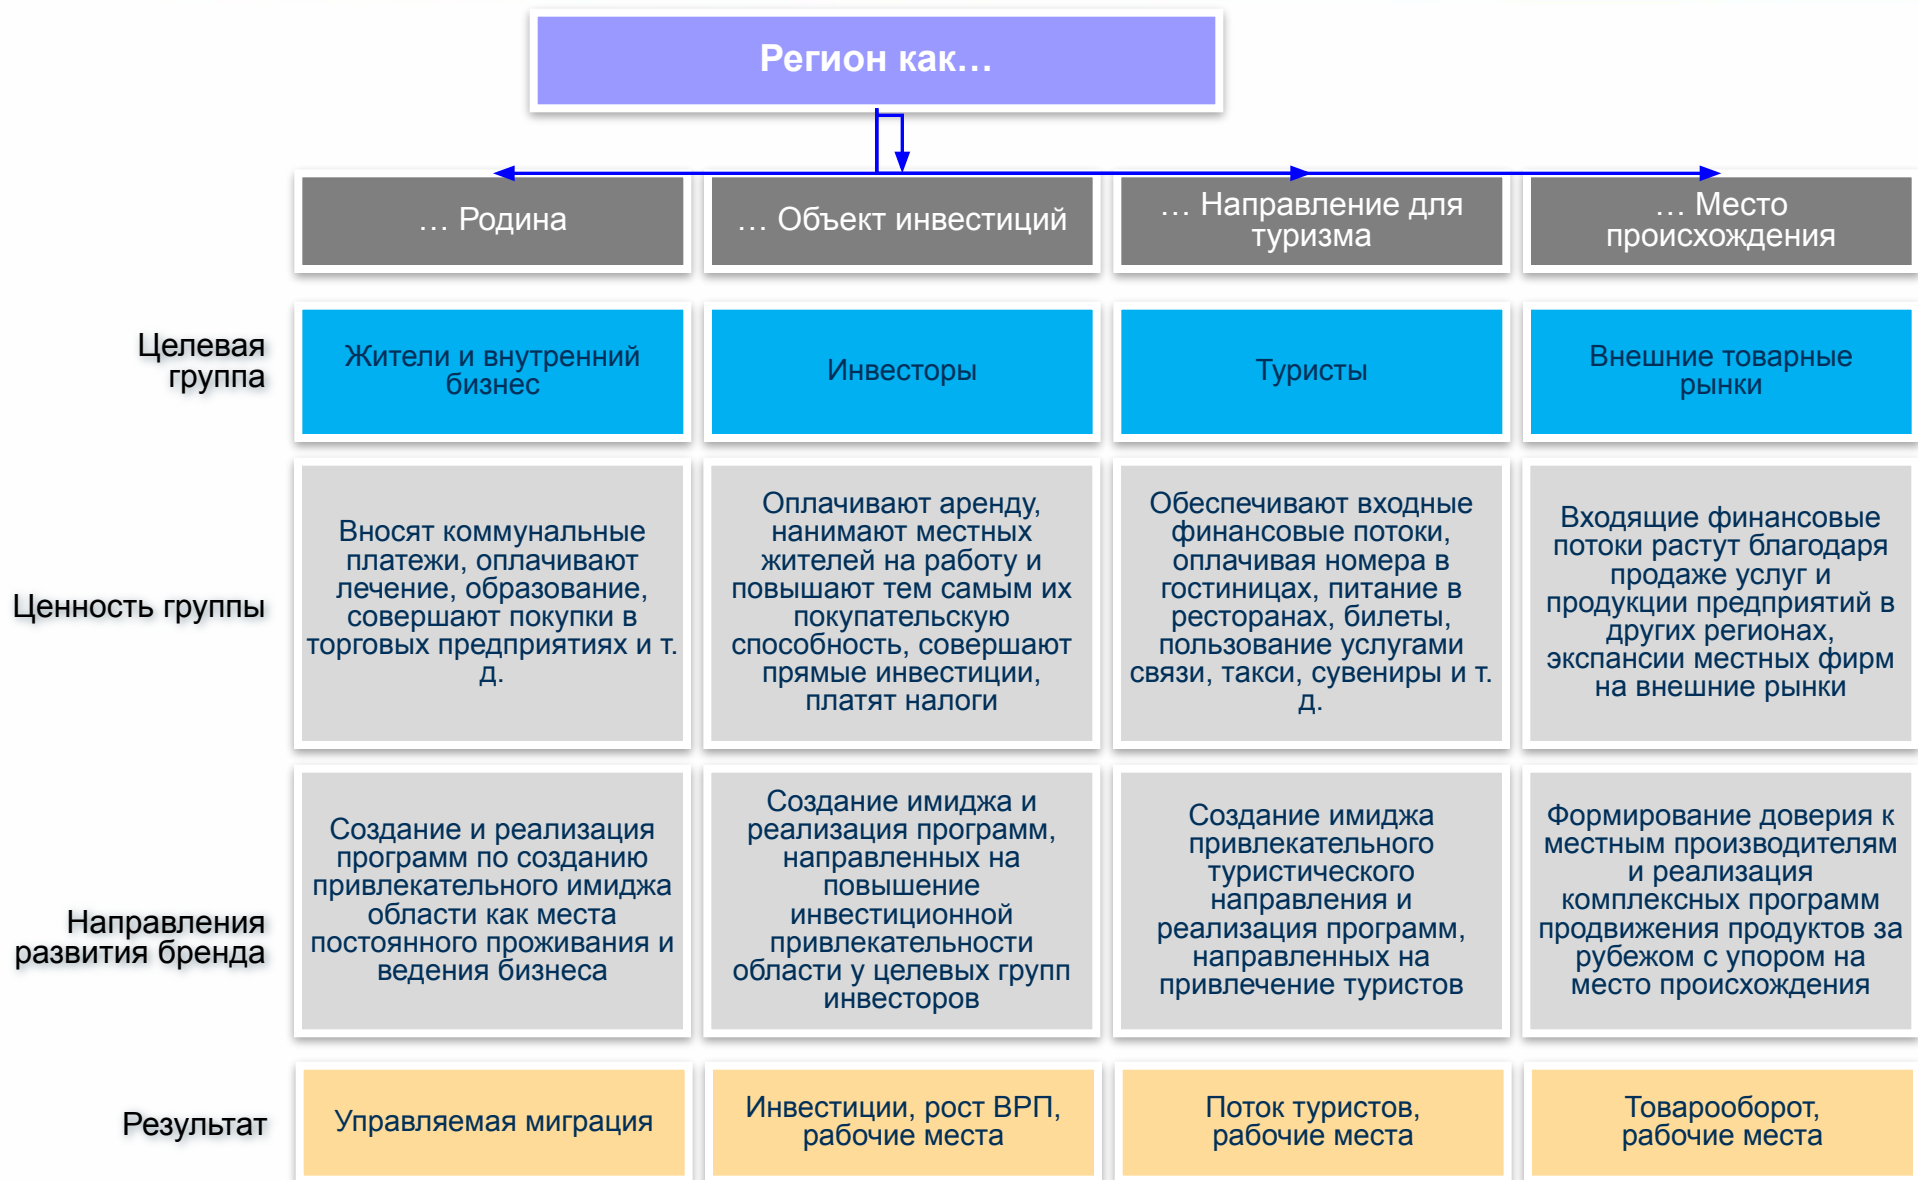 Регион как…
… Родина
… Объект инвестиций
… Направление для
туризма
… Место
происхождения
Целевая
группа
Жители и внутренний
бизнес
Инвесторы
Туристы
Внешние товарные
рынки
Ценность группы
Вносят коммунальные
платежи, оплачивают
лечение, образование,
совершают покупки в
торговых предприятиях и т.
д.
Оплачивают аренду,
нанимают местных
жителей на работу и
повышают тем самым их
покупательскую
способность, совершают
прямые инвестиции,
платят налоги
Обеспечивают входные
финансовые потоки,
оплачивая номера в
гостиницах, питание в
ресторанах, билеты,
пользование услугами
связи, такси, сувениры и т.
д.
Входящие финансовые
потоки растут благодаря
продаже услуг и
продукции предприятий в
других регионах,
экспансии местных фирм
на внешние рынки
Направления
развития бренда
Создание и реализация
программ по созданию
привлекательного имиджа
области как места
постоянного проживания и
ведения бизнеса
Создание имиджа и
реализация программ,
направленных на
повышение
инвестиционной
привлекательности
области у целевых групп
инвесторов
Создание имиджа
привлекательного
туристического
направления и
реализация программ,
направленных на
привлечение туристов
Формирование доверия к
местным производителям
и реализация
комплексных программ
продвижения продуктов за
рубежом с упором на
место происхождения
Результат
Управляемая миграция
Инвестиции, рост ВРП,
рабочие места
Поток туристов,
рабочие места
Товарооборот,
рабочие места